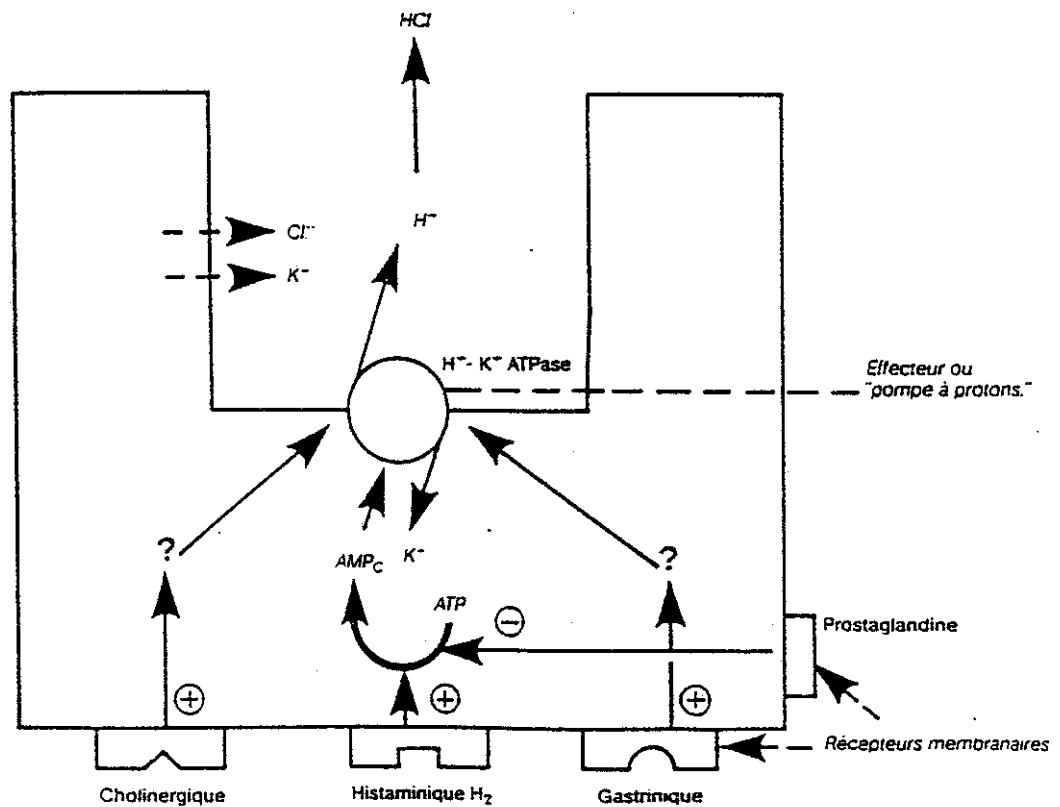 HCl
H⁺
Cl⁻
K⁺
H⁺- K⁺ ATPase
Effecteur ou
"pompe à protons."
?
AMPc
K⁺
?
ATP
⊖
Prostaglandine
⊕
⊕
⊕
Récepteurs membranaires
Cholinergique
Histaminique H₂
Gastrinique